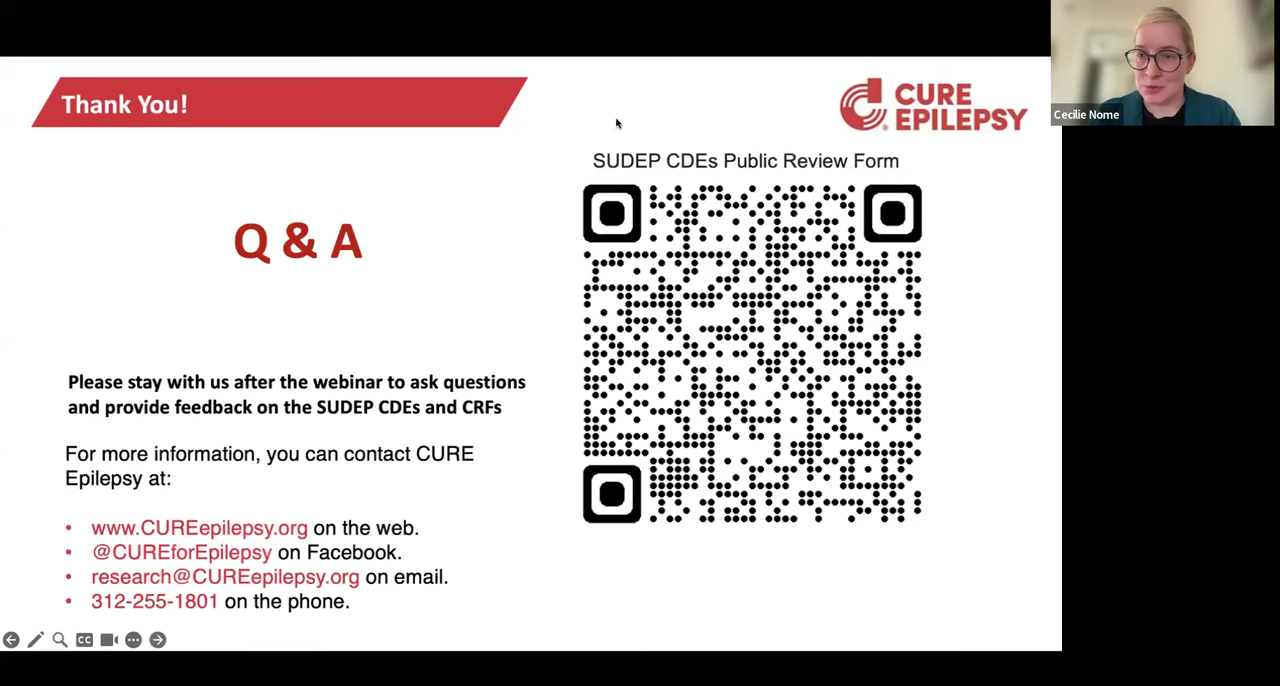 Thank You!
CURE
EPILEPSY
Cecilie Nome
SUDEP CDEs Public Review Form
Q & A
Please stay with us after the webinar to ask questions
and provide feedback on the SUDEP CDEs and CRFs
For more information, you can contact CURE
Epilepsy at:
• www.CUREepilepsy.org on the web.
• @CUREforEpilepsy on Facebook.
• research@CUREepilepsy.org on email.
• 312-255-1801 on the phone.
CC